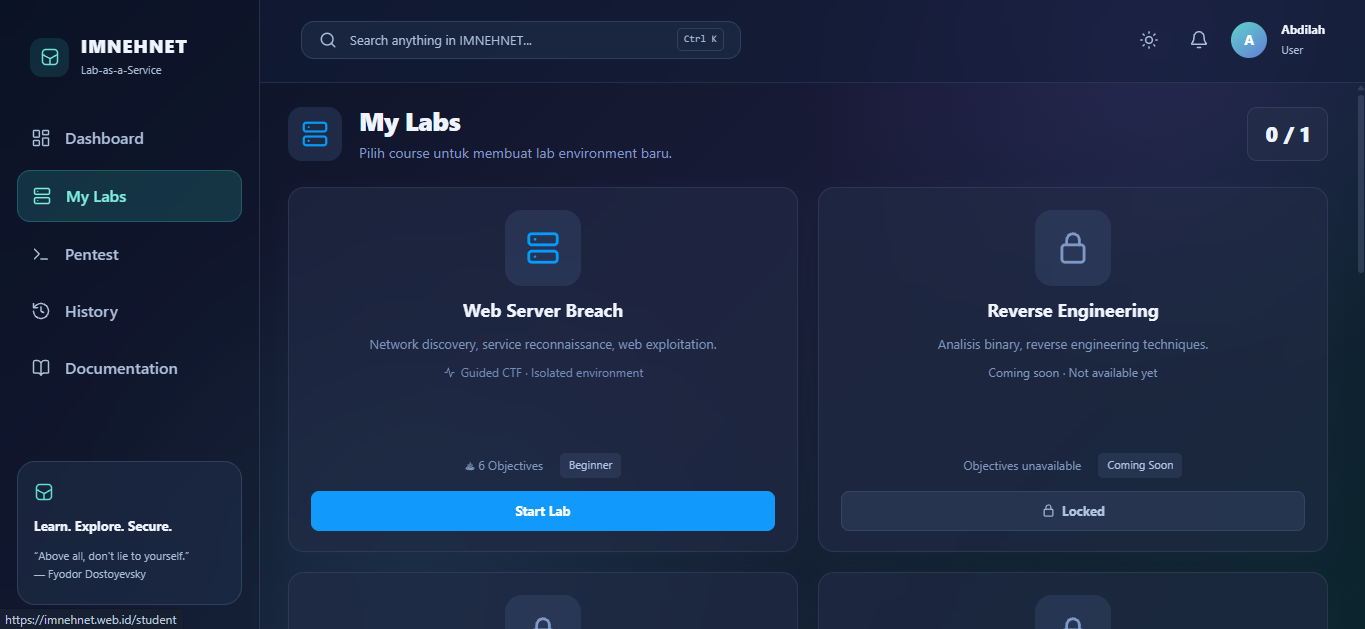 IMNEHNET
Lab-as-a-Service
Search anything in IMNEHNET...
Ctrl K
A
Abdilah
User
Dashboard
My Labs
Pentest
History
Documentation
Learn. Explore. Secure.
“Above all, don't lie to yourself.”
— Fyodor Dostoyevsky
https://imnehnet.web.id/student
My Labs
Pilih course untuk membuat lab environment baru.
0 / 1
Web Server Breach
Network discovery, service reconnaissance, web exploitation.
Guided CTF · Isolated environment
6 Objectives
Beginner
Start Lab
Reverse Engineering
Analisis binary, reverse engineering techniques.
Coming soon · Not available yet
Objectives unavailable
Coming Soon
Locked